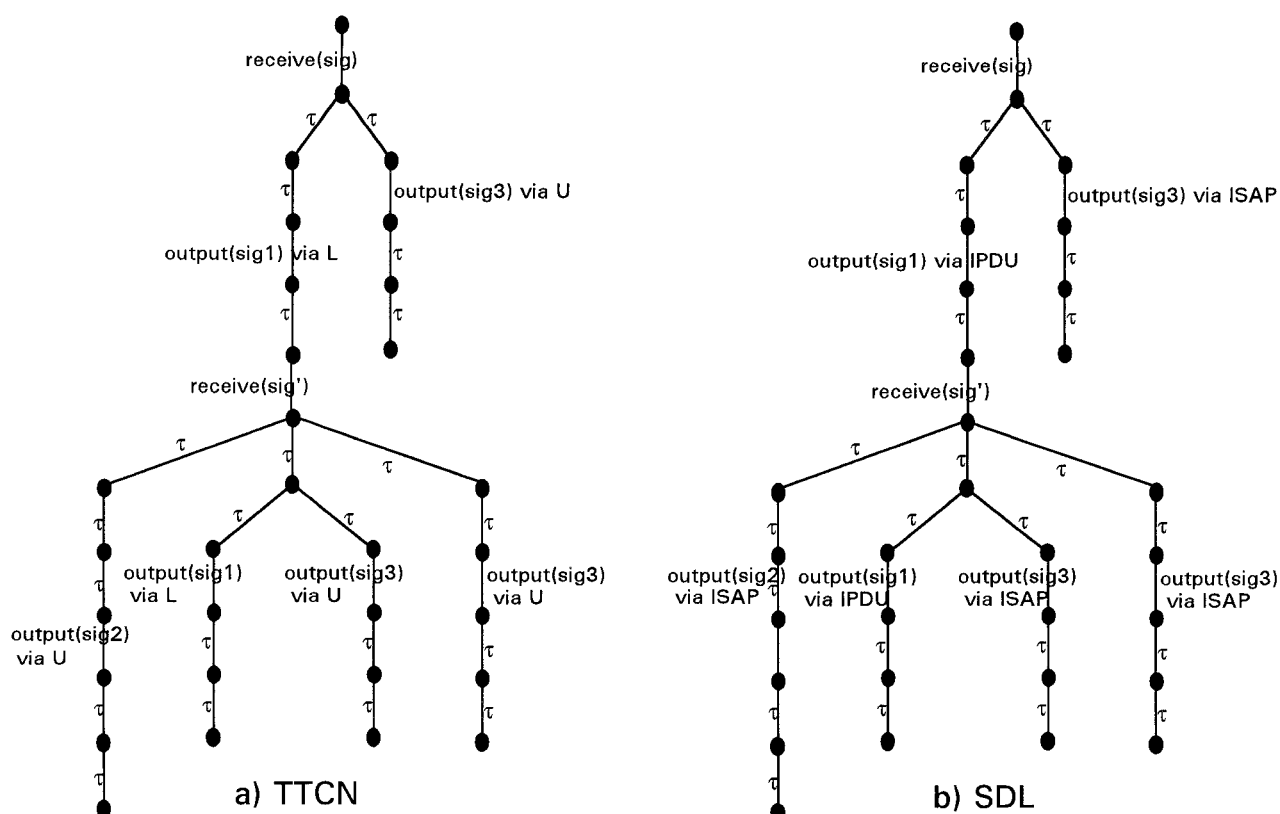 receive(sig)
τ τ
τ
output(sig3) via U
output(sig1) via L
τ
τ
τ
receive(sig')
τ
τ
τ
τ
τ
τ
τ
τ
output(sig1)
via L
output(sig3)
via U
output(sig3)
via U
output(sig2)
via U
τ
τ
τ
τ
τ
τ
τ
τ
a) TTCN
receive(sig)
τ τ
τ
output(sig3) via ISAP
output(sig1) via IPDU
τ
τ
τ
receive(sig')
τ
τ
τ
τ
τ
τ
τ
output(sig2)
via ISAP
τ
output(sig1)
via IPDU
output(sig3)
via ISAP
output(sig3)
via ISAP
τ
τ
τ
τ
τ
τ
τ
τ
b) SDL